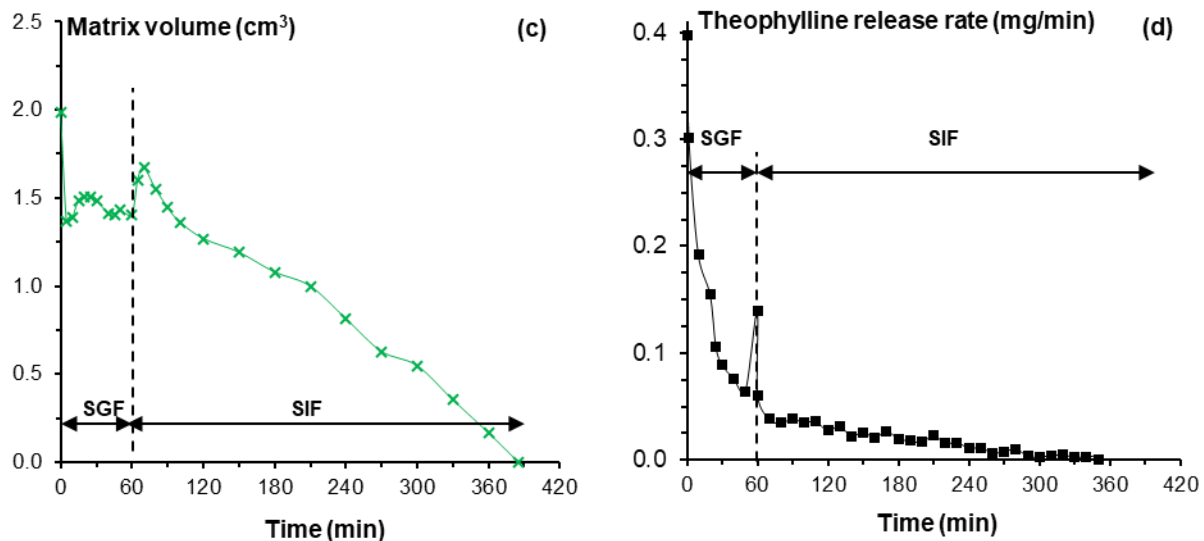 Matrix volume (cm³) (c)
2.5
2.0
1.5
1.0
0.5
0.0
SGF SIF
0 60 120 180 240 300 360 420
Time (min)
Theophylline release rate (mg/min) (d)
0.4
0.3
0.2
0.1
0.0
SGF SIF
0 60 120 180 240 300 360 420
Time (min)